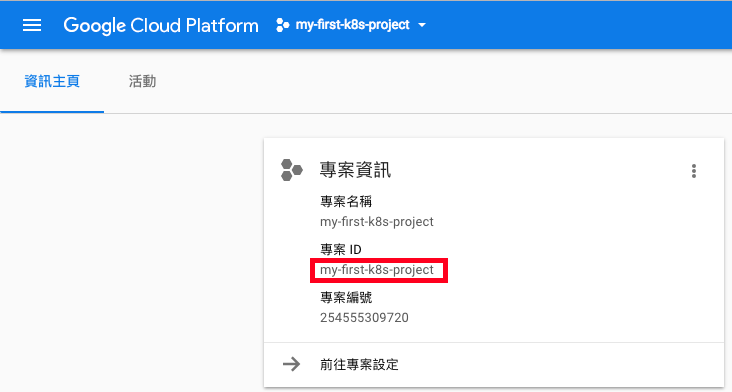 Google Cloud Platform my-first-k8s-project
資訊主頁 活動
專案資訊
專案名稱
my-first-k8s-project
專案 ID
my-first-k8s-project
專案編號
254555309720
前往專案設定